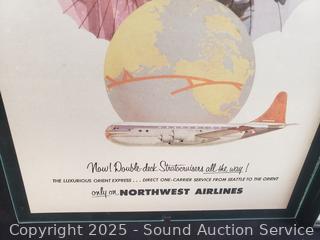 Now! Double-deck Stratocruisers all the way!
THE LUXURIOUS ORIENT EXPRESS . . . DIRECT ONE-CARRIER SERVICE FROM SEATTLE TO THE ORIENT
only on NORTHWEST AIRLINES
Copyright 2025 - Sound Auction Service